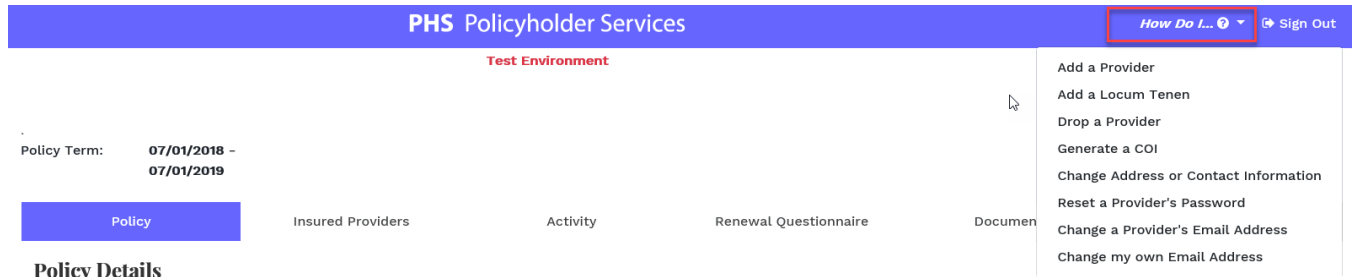 PHS Policyholder Services
How Do I... Sign Out
Test Environment
Add a Provider
Add a Locum Tenen
Drop a Provider
Generate a COI
Change Address or Contact Information
Reset a Provider's Password
Change a Provider's Email Address
Change my own Email Address
.
Policy Term: 07/01/2018 –
07/01/2019
Policy Insured Providers Activity Renewal Questionnaire Documen
Policy Details